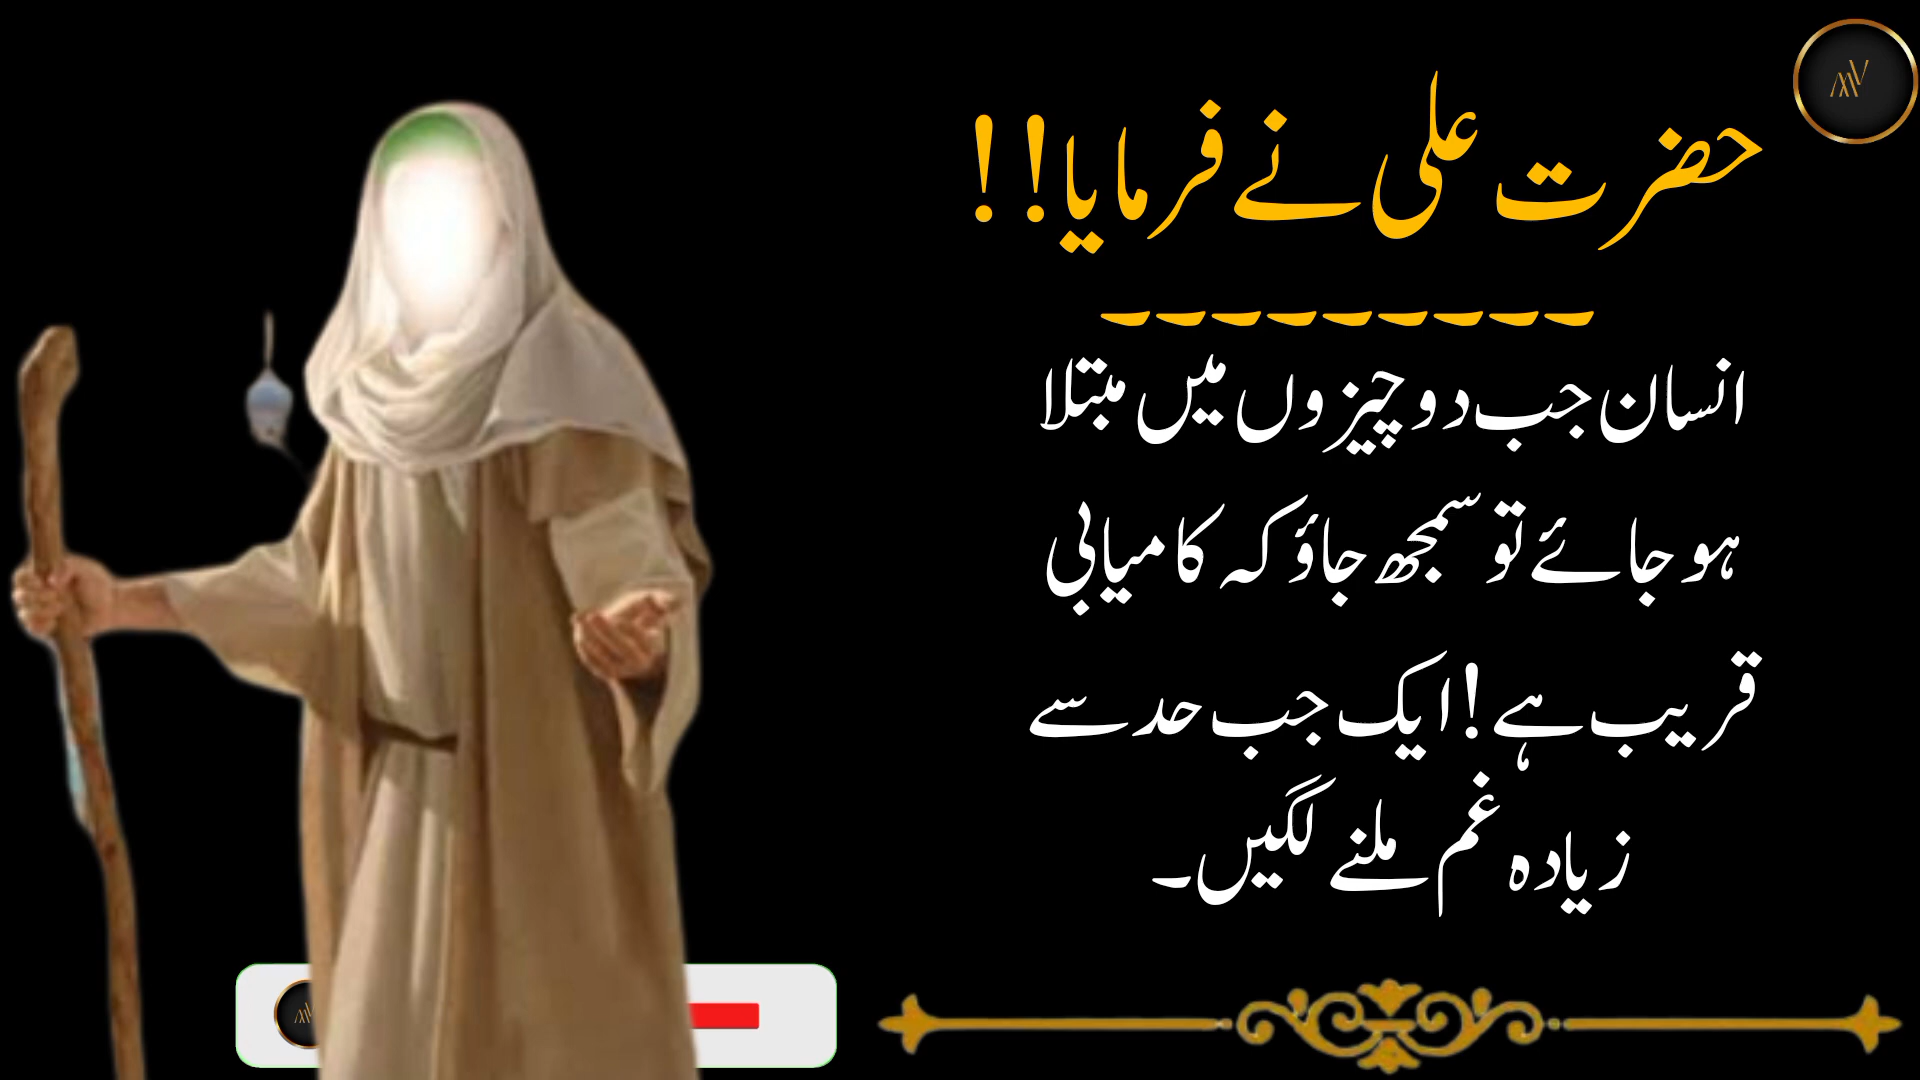 حضرت علی نے فرمایا!!
ــــــــــ
انسان جب دو چیزوں میں مبتلا
ہو جائے تو سمجھ جاؤ کہ کامیابی
قریب ہے! ایک جب حد سے
زیادہ غم ملنے لگیں۔